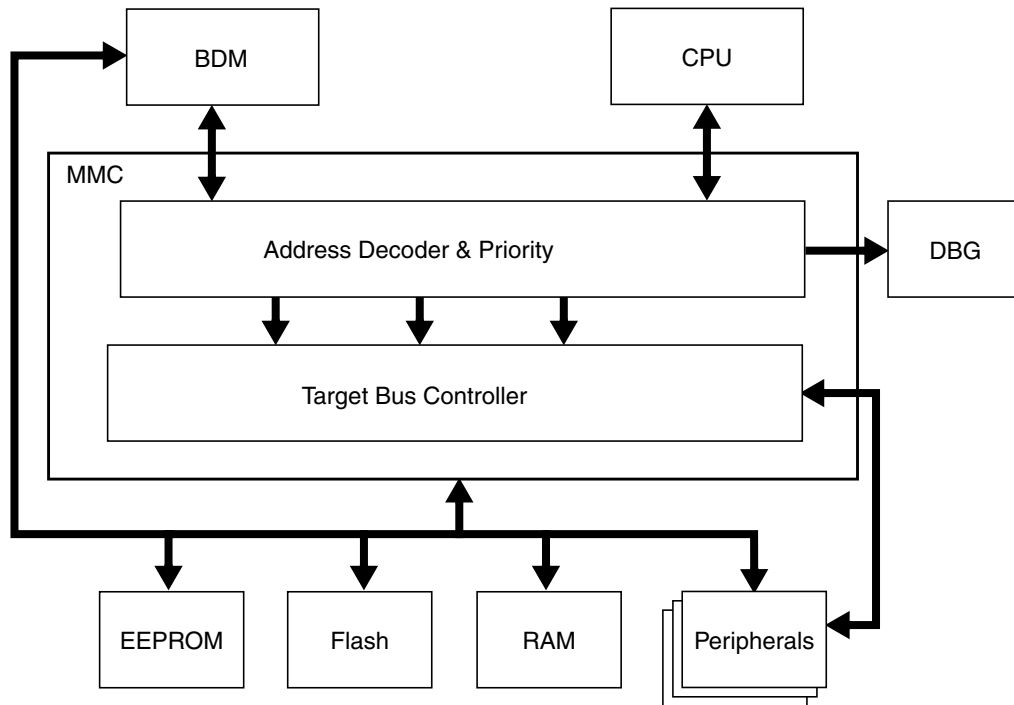 BDM
CPU
MMC
Address Decoder & Priority
DBG
Target Bus Controller
EEPROM
Flash
RAM
Peripherals